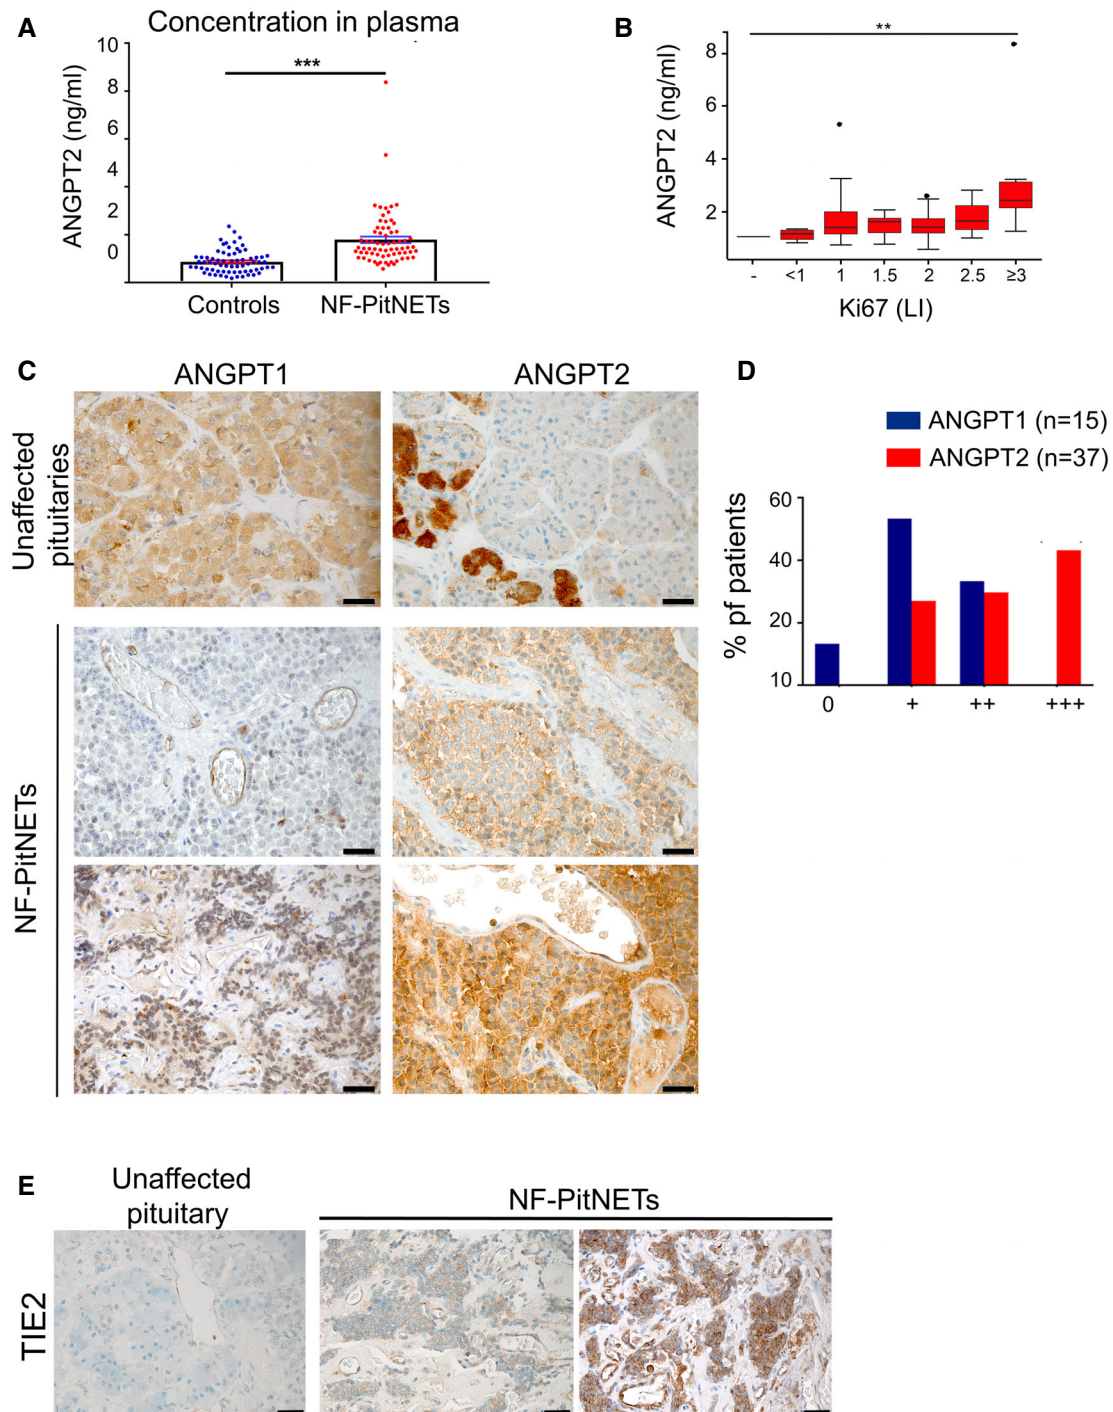 A
Concentration in plasma
ANGPT2 (ng/ml)
10
8
6
4
2
0
***
Controls
NF-PitNETs
B
ANGPT2 (ng/ml)
8
6
4
2
**
-
<1
1
1.5
2
2.5
≥3
Ki67 (LI)
C
ANGPT1
ANGPT2
Unaffected
pituitaries
NF-PitNETs
D
ANGPT1 (n=15)
ANGPT2 (n=37)
% pf patients
60
40
20
10
0
+
++
+++
E
Unaffected
pituitary
NF-PitNETs
TIE2